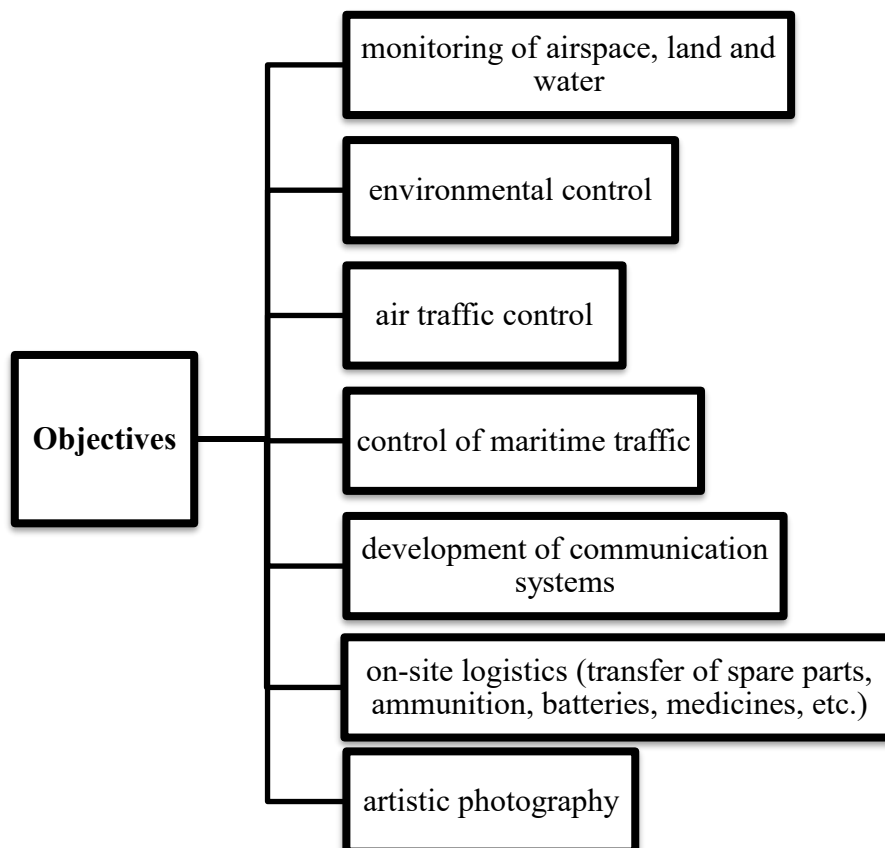 monitoring of airspace, land and
water
environmental control
air traffic control
Objectives
control of maritime traffic
development of communication
systems
on-site logistics (transfer of spare parts,
ammunition, batteries, medicines, etc.)
artistic photography